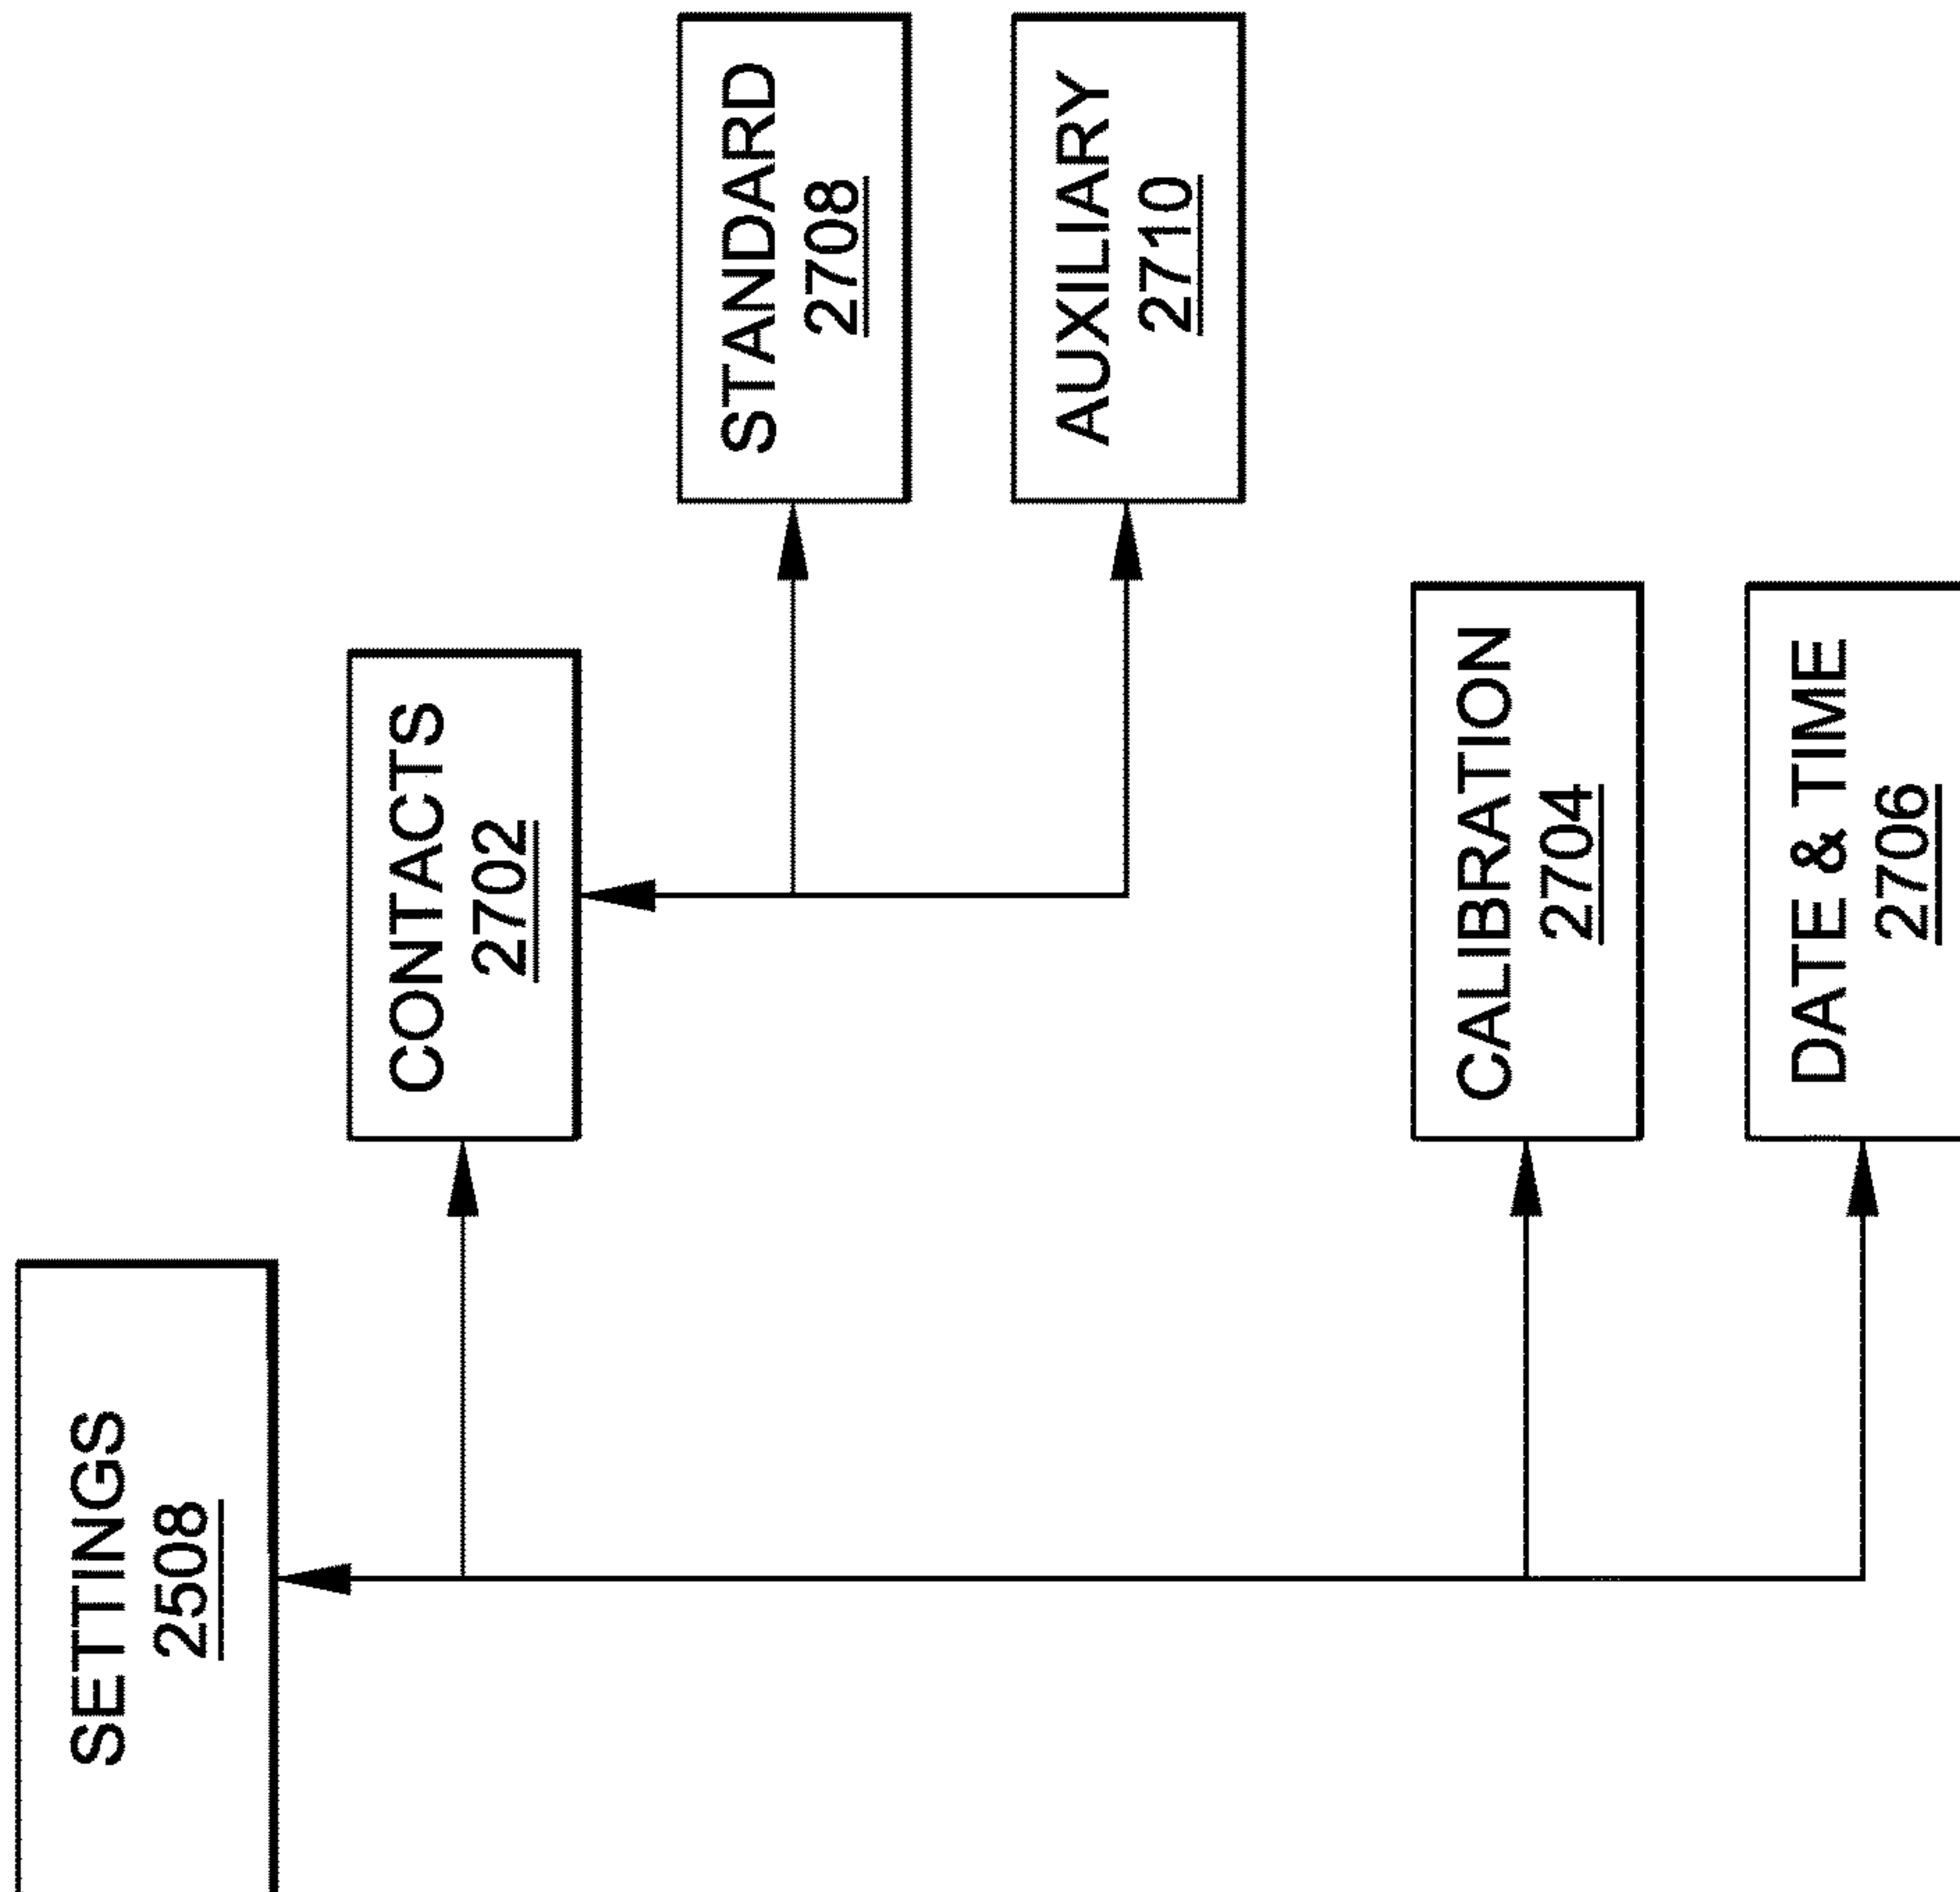 SETTINGS
2508
CONTACTS
2702
STANDARD
2708
AUXILIARY
2710
CALIBRATION
2704
DATE & TIME
2706